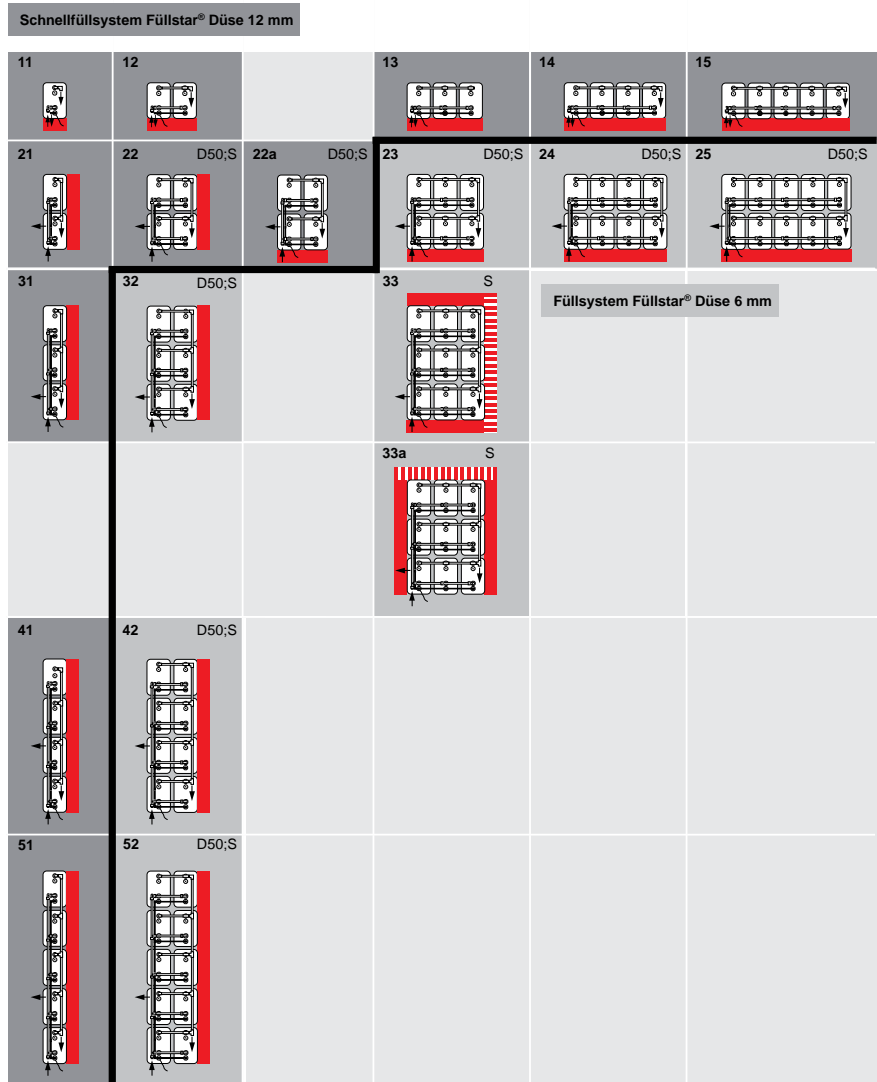 Schnellfüllsystem Füllstar® Düse 12 mm
11 12 13 14 15
21 22 D50;S 22a D50;S 23 D50;S 24 D50;S 25 D50;S
31 32 D50;S 33 S
Füllsystem Füllstar® Düse 6 mm
33a S
41 42 D50;S
51 52 D50;S